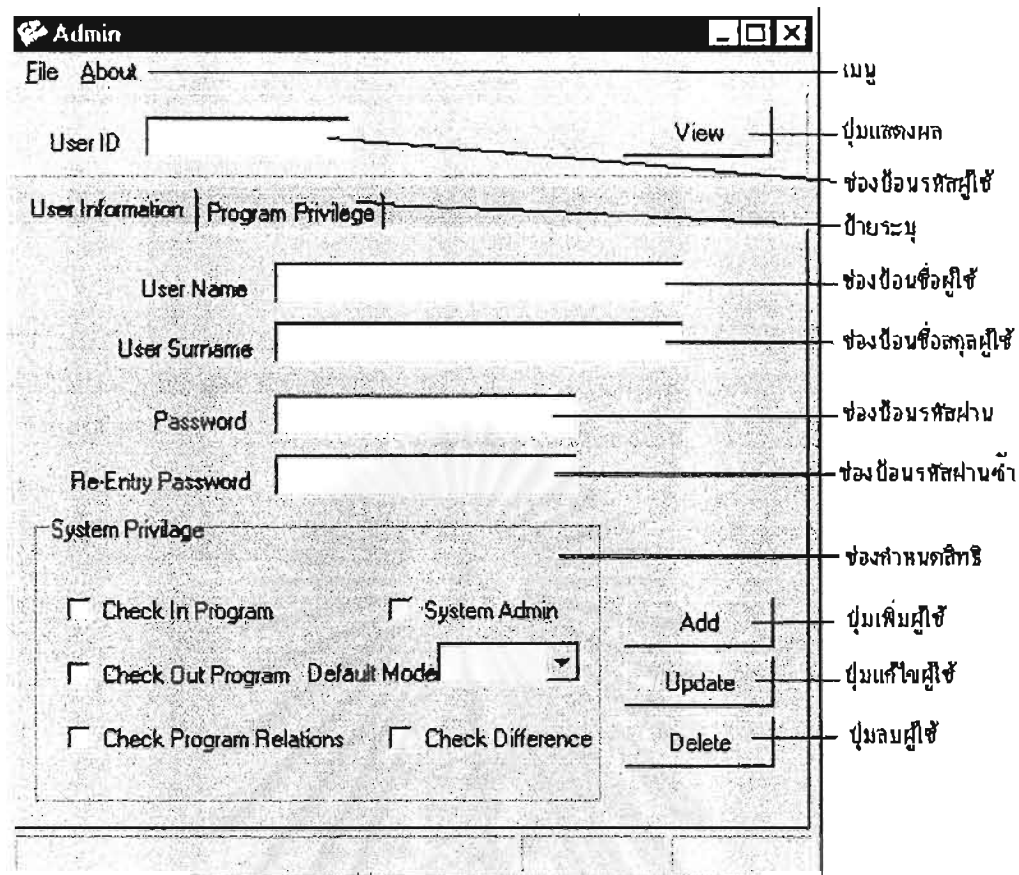 Admin
File About
เมนู
User ID
View
ปุ่มแสดงผล
ช่องป้อนรหัสผู้ใช้
User Information
Program Privilage
ป้ายระบุ
User Name
ช่องป้อนชื่อผู้ใช้
User Surname
ช่องป้อนชื่อสกุลผู้ใช้
Password
ช่องป้อนรหัสผ่าน
Re-Entry Password
ช่องป้อนรหัสผ่านซ้ำ
System Privilage
ช่องกำหนดสิทธิ
Check In Program
System Admin
Add
ปุ่มเพิ่มผู้ใช้
Check Out Program
Default Mode
Update
ปุ่มแก้ไขผู้ใช้
Check Program Relations
Check Difference
Delete
ปุ่มลบผู้ใช้